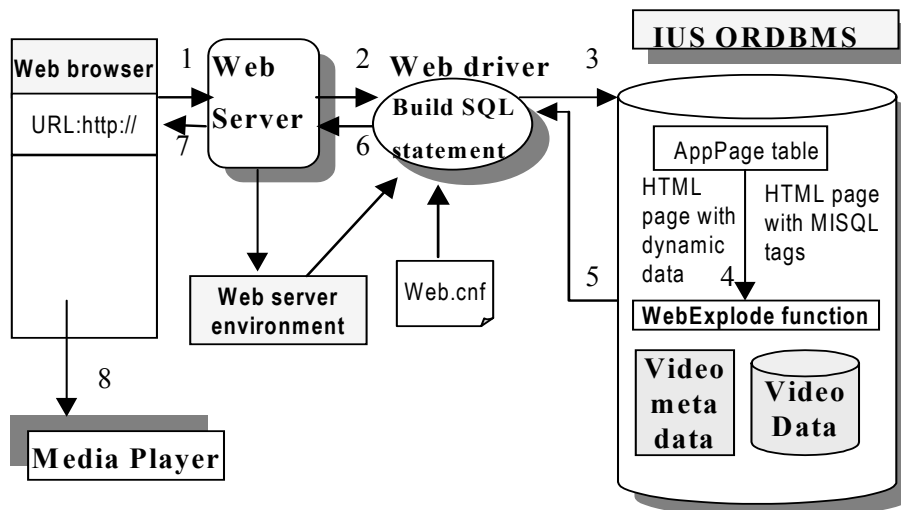 IUS ORDBMS
Web browser
1
Web
Server
2
Web driver
3
URL:http://
7
6
Build SQL
statement
AppPage table
HTML
page with
dynamic
data
HTML page
with MISQL
tags
4
5
Web server
environment
Web.cnf
WebExplode function
8
Video
meta
data
Video
Data
Media Player